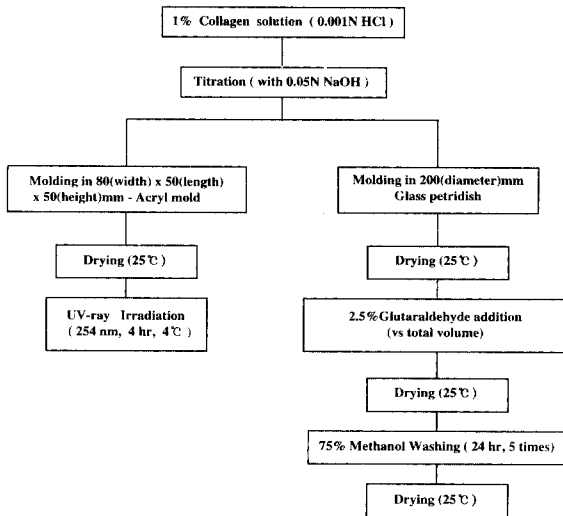 1% Collagen solution ( 0.001N HCl )
Titration ( with 0.05N NaOH )
Molding in 80(width) x 50(length)
x 50(height)mm - Acryl mold
Drying (25℃)
UV-ray Irradiation
( 254 nm, 4 hr, 4℃ )
Molding in 200(diameter)mm
Glass petridish
Drying (25℃)
2.5%Glutaraldehyde addition
(vs total volume)
Drying (25℃)
75% Methanol Washing ( 24 hr, 5 times)
Drying (25℃)